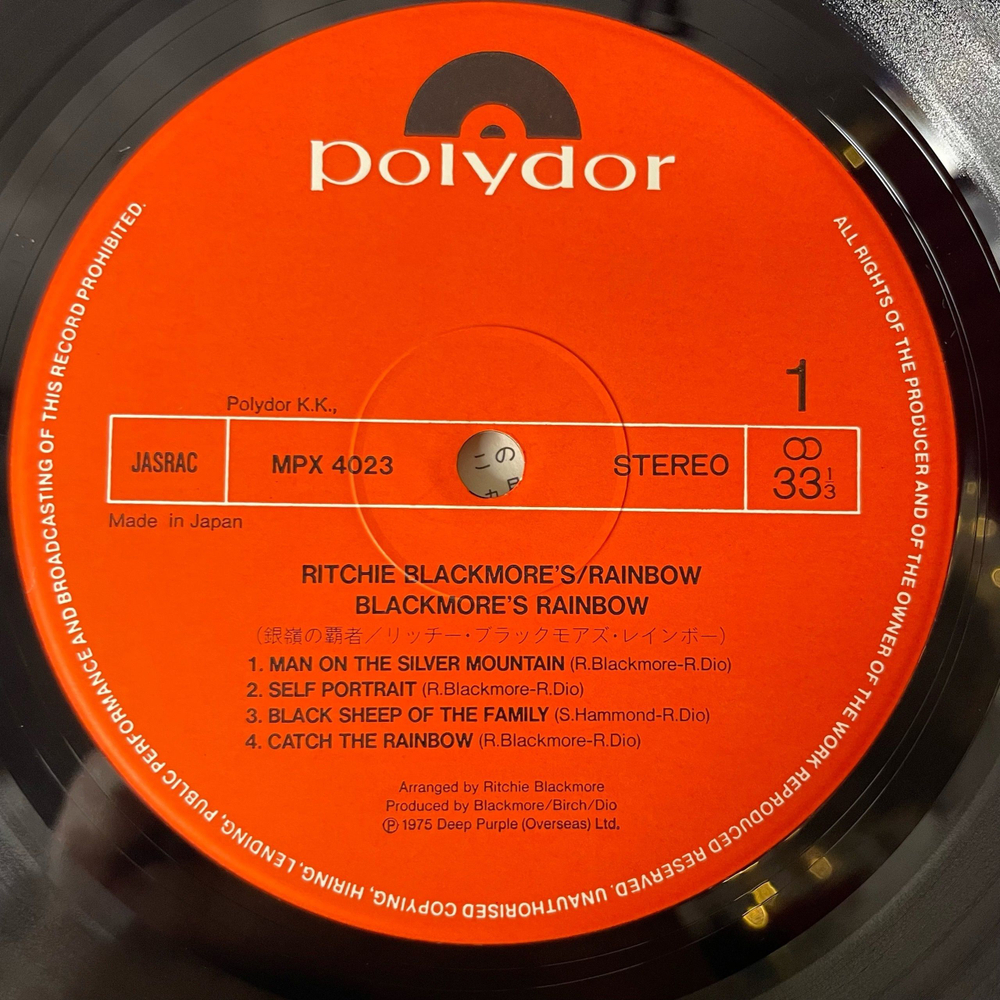 polydor
1
Polydor K.K.,
JASRAC
MPX 4023
STEREO
33 1/3
Made in Japan
RITCHIE BLACKMORE'S/RAINBOW
BLACKMORE'S RAINBOW
(銀嶺の覇者/リッチー・ブラックモアズ・レインボー)
1. MAN ON THE SILVER MOUNTAIN (R.Blackmore-R.Dio)
2. SELF PORTRAIT (R.Blackmore-R.Dio)
3. BLACK SHEEP OF THE FAMILY (S.Hammond-R.Dio)
4. CATCH THE RAINBOW (R.Blackmore-R.Dio)
Arranged by Ritchie Blackmore
Produced by Blackmore/Birch/Dio
℗ 1975 Deep Purple (Overseas) Ltd.
ALL RIGHTS OF THE PRODUCER AND OF THE OWNER OF THE WORK REPRODUCED RESERVED. UNAUTHORISED COPYING, HIRING, LENDING, PUBLIC PERFORMANCE AND BROADCASTING OF THIS RECORD PROHIBITED.